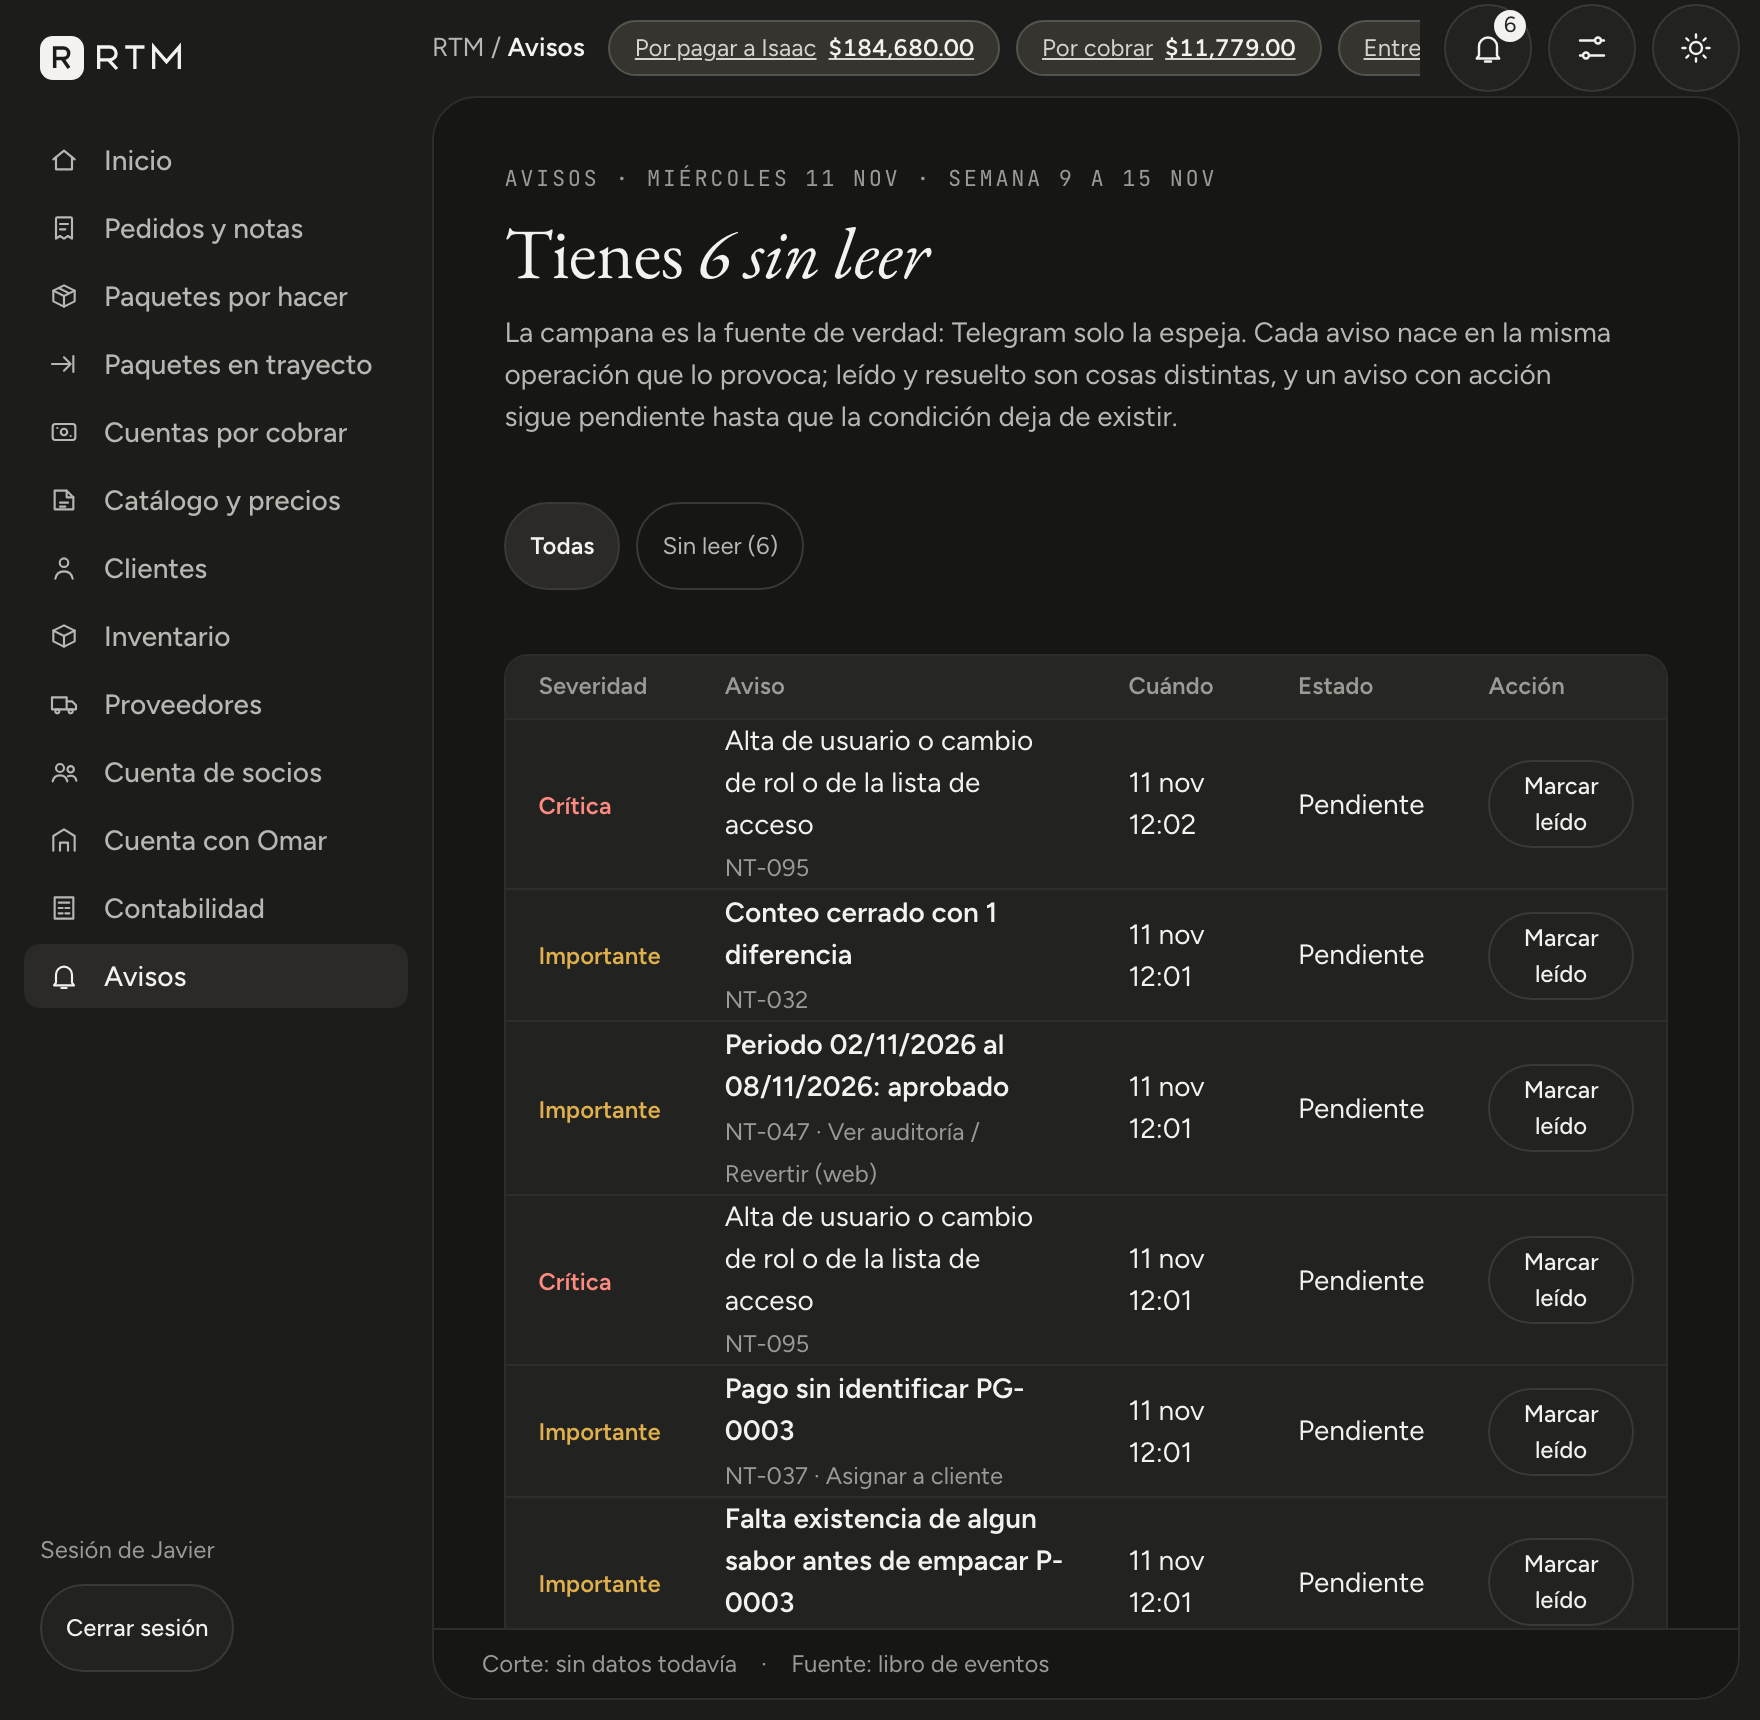 R RTM
RTM / Avisos
Por pagar a Isaac $184,680.00
Por cobrar $11,779.00
Entre
6
Inicio
Pedidos y notas
Paquetes por hacer
Paquetes en trayecto
Cuentas por cobrar
Catálogo y precios
Clientes
Inventario
Proveedores
Cuenta de socios
Cuenta con Omar
Contabilidad
Avisos
Sesión de Javier
Cerrar sesión
AVISOS · MIÉRCOLES 11 NOV · SEMANA 9 A 15 NOV
Tienes 6 sin leer
La campana es la fuente de verdad: Telegram solo la espeja. Cada aviso nace en la misma
operación que lo provoca; leído y resuelto son cosas distintas, y un aviso con acción
sigue pendiente hasta que la condición deja de existir.
Todas
Sin leer (6)
Severidad Aviso Cuándo Estado Acción
Crítica
Alta de usuario o cambio
de rol o de la lista de
acceso
NT-095
11 nov
12:02
Pendiente
Marcar
leído
Importante
Conteo cerrado con 1
diferencia
NT-032
11 nov
12:01
Pendiente
Marcar
leído
Importante
Periodo 02/11/2026 al
08/11/2026: aprobado
NT-047 · Ver auditoría /
Revertir (web)
11 nov
12:01
Pendiente
Marcar
leído
Crítica
Alta de usuario o cambio
de rol o de la lista de
acceso
NT-095
11 nov
12:01
Pendiente
Marcar
leído
Importante
Pago sin identificar PG-
0003
NT-037 · Asignar a cliente
11 nov
12:01
Pendiente
Marcar
leído
Importante
Falta existencia de algun
sabor antes de empacar P-
0003
11 nov
12:01
Pendiente
Marcar
leído
Corte: sin datos todavía · Fuente: libro de eventos